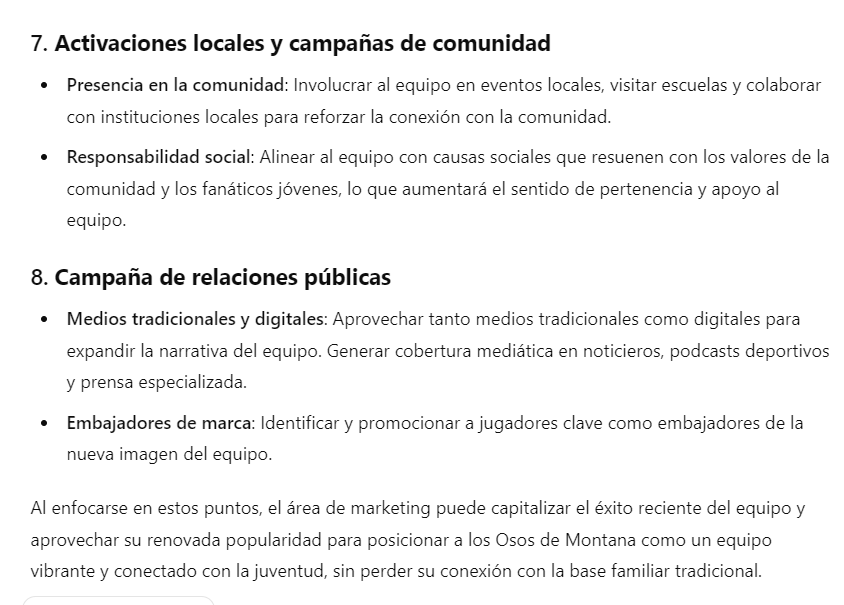 7. Activaciones locales y campañas de comunidad
• Presencia en la comunidad: Involucrar al equipo en eventos locales, visitar escuelas y colaborar
con instituciones locales para reforzar la conexión con la comunidad.
• Responsabilidad social: Alinear al equipo con causas sociales que resuenen con los valores de la
comunidad y los fanáticos jóvenes, lo que aumentará el sentido de pertenencia y apoyo al
equipo.
8. Campaña de relaciones públicas
• Medios tradicionales y digitales: Aprovechar tanto medios tradicionales como digitales para
expandir la narrativa del equipo. Generar cobertura mediática en noticieros, podcasts deportivos
y prensa especializada.
• Embajadores de marca: Identificar y promocionar a jugadores clave como embajadores de la
nueva imagen del equipo.
Al enfocarse en estos puntos, el área de marketing puede capitalizar el éxito reciente del equipo y
aprovechar su renovada popularidad para posicionar a los Osos de Montana como un equipo
vibrante y conectado con la juventud, sin perder su conexión con la base familiar tradicional.